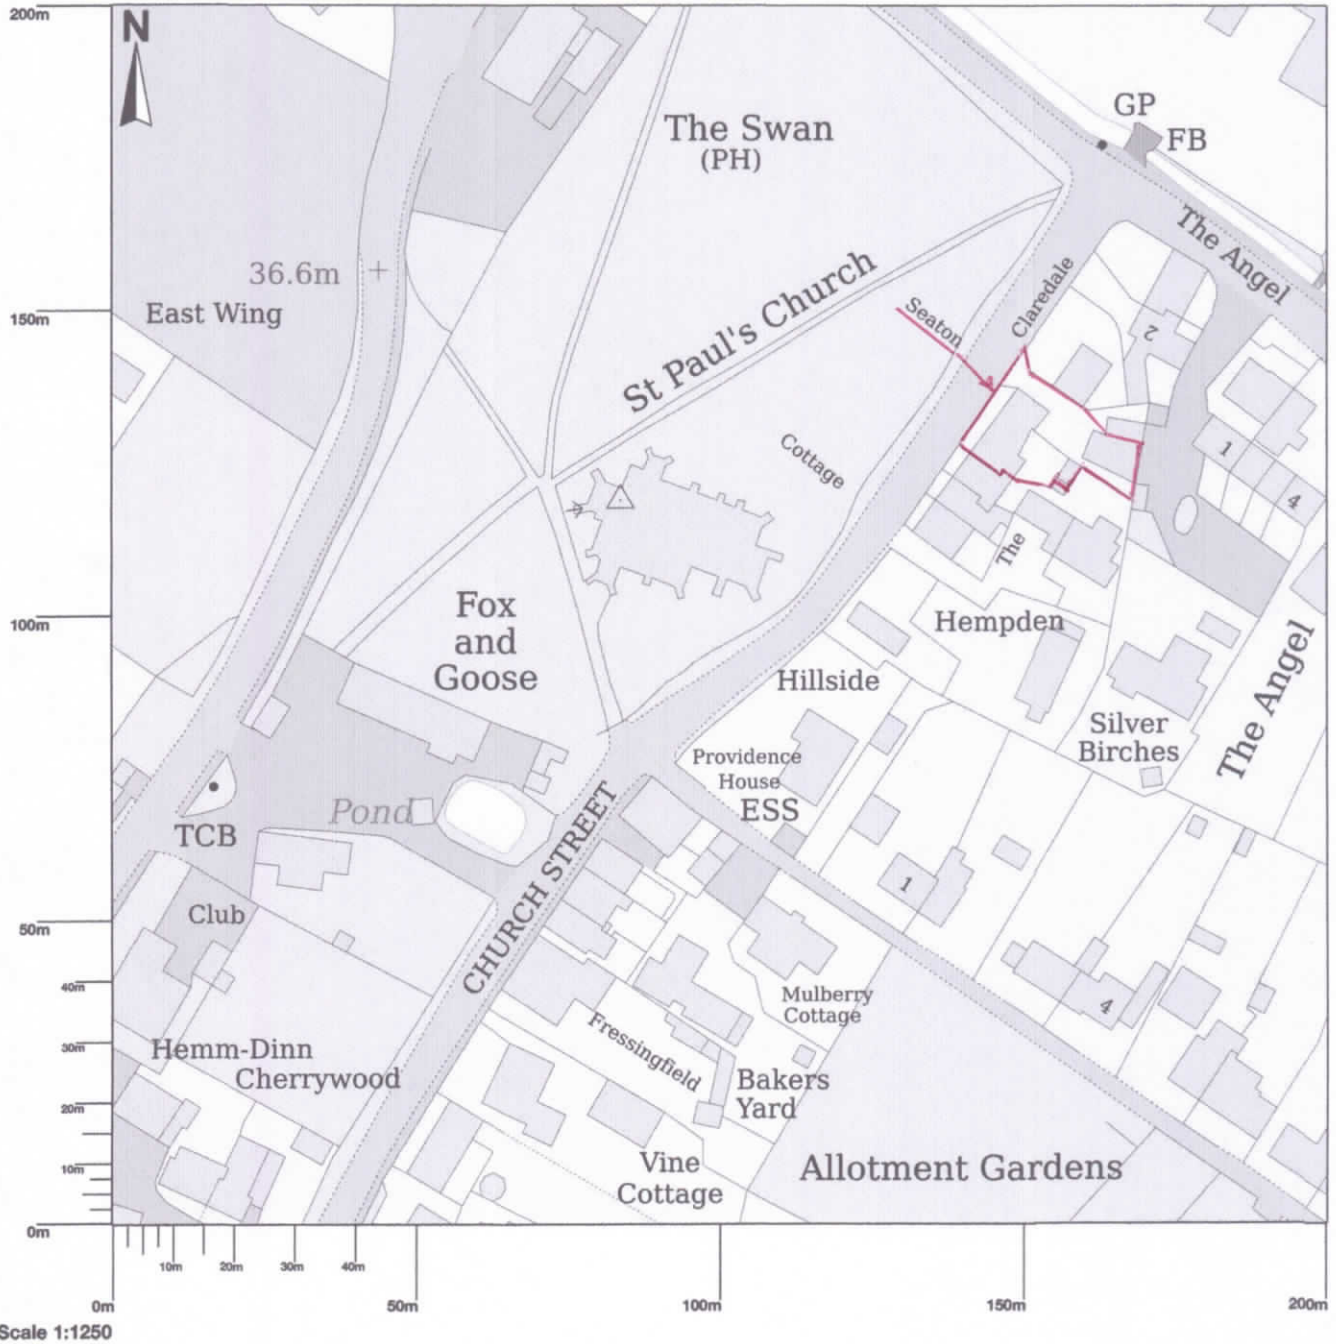 200m
N
GP
FB
The Swan
(PH)
The Angel
36.6m
East Wing
150m
St Paul's Church
Seaton
Claredale
2
Cottage
1
4
The
100m
Fox
and
Goose
Hempden
Hillside
The Angel
Silver
Birches
Providence
House
ESS
Pond
TCB
CHURCH STREET
1
Club
50m
40m
Mulberry
Cottage
4
30m
Hemm-Dinn
Cherrywood
Fressingfield
Bakers
Yard
20m
10m
Vine
Cottage
Allotment Gardens
0m
10m
20m
30m
40m
0m
50m
100m
150m
200m
Scale 1:1250